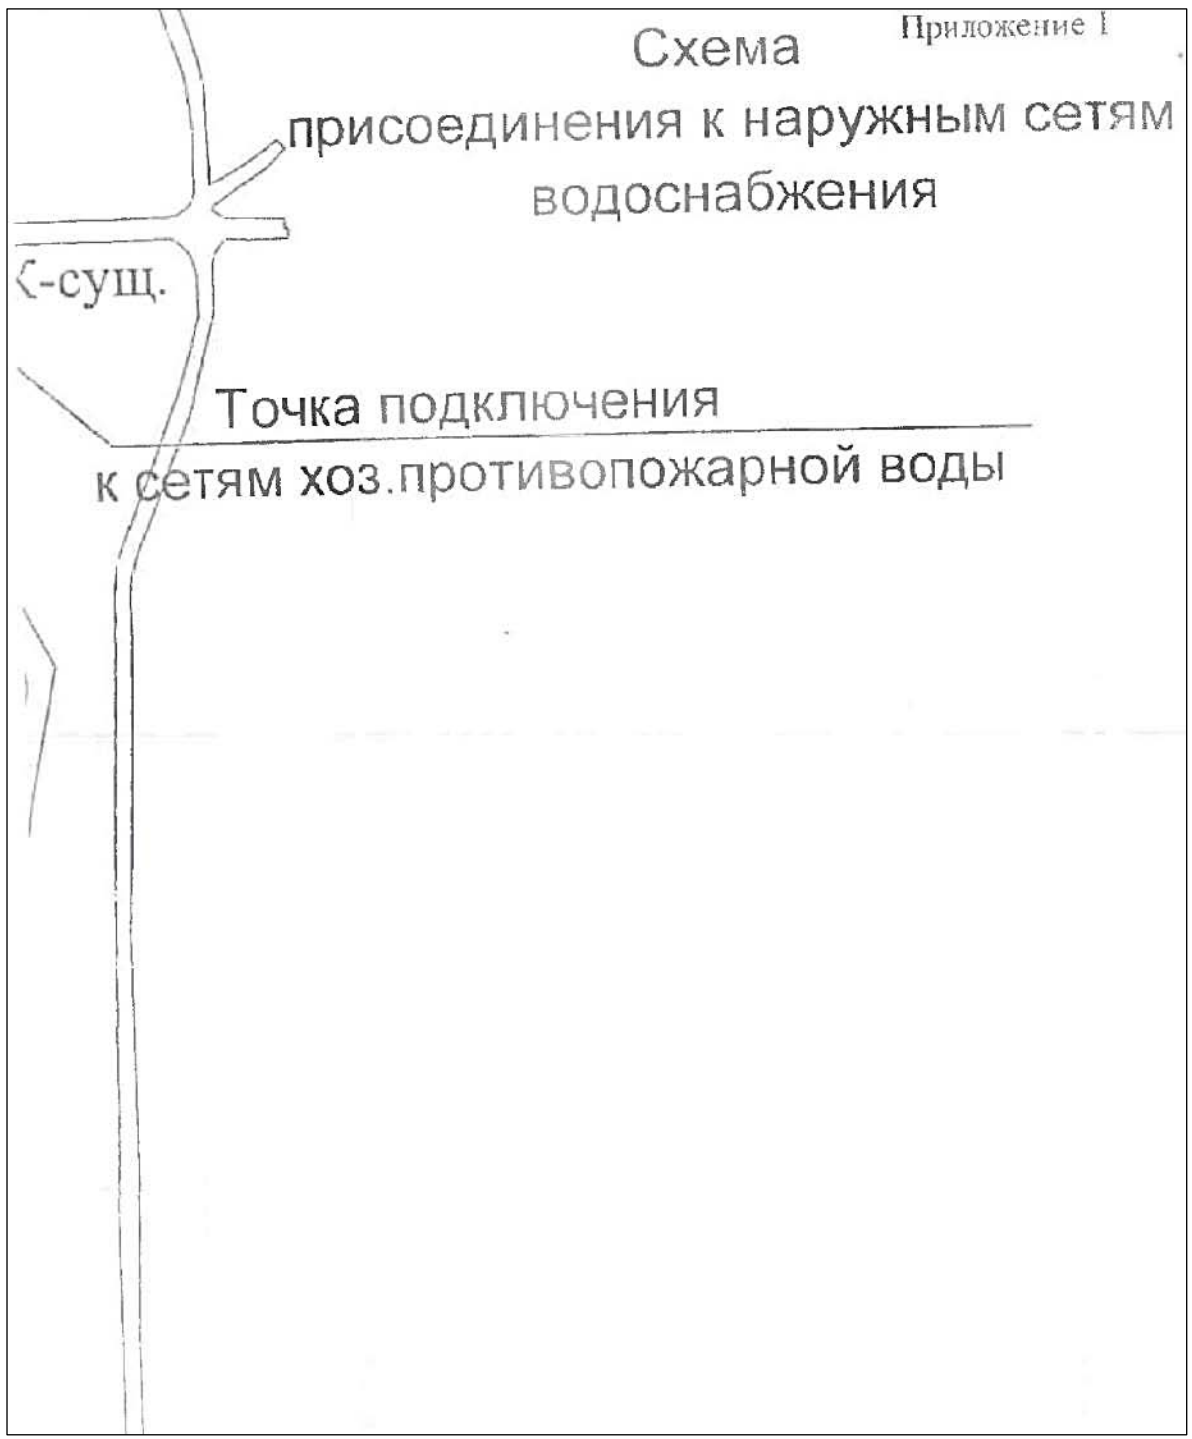 Приложение 1
Схема
присоединения к наружным сетям
водоснабжения
К-сущ.
Точка подключения
к сетям хоз.противопожарной воды